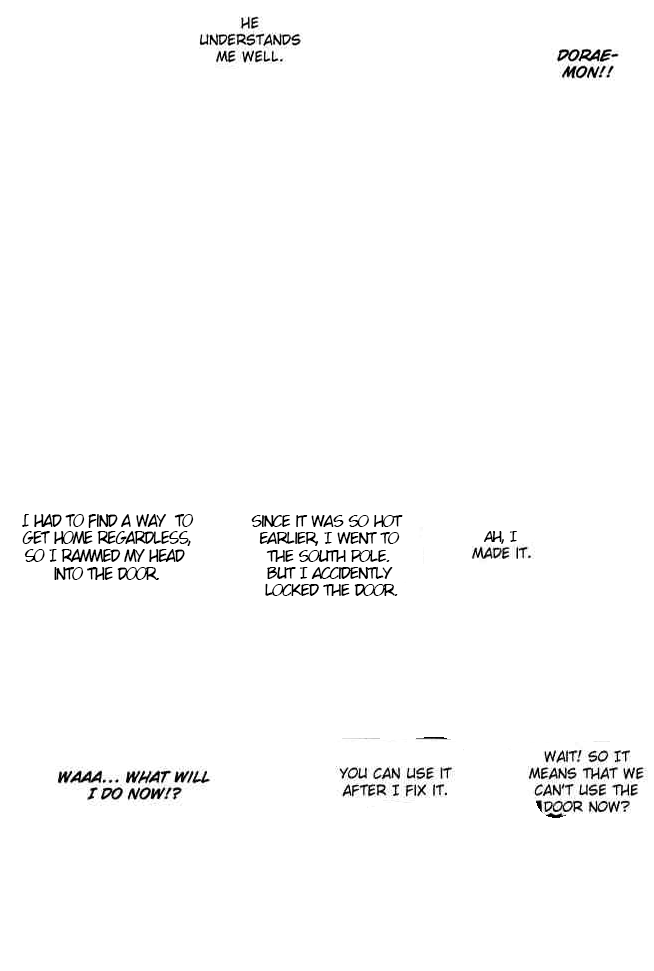 DORAE-
MON!!
HE
UNDERSTANDS
ME WELL.
AH, I
MADE IT.
SINCE IT WAS SO HOT
EARLIER, I WENT TO
THE SOUTH POLE.
BUT I ACCIDENTLY
LOCKED THE DOOR.
I HAD TO FIND A WAY TO
GET HOME REGARDLESS,
SO I RAMMED MY HEAD
INTO THE DOOR.
WAIT! SO IT
MEANS THAT WE
CAN'T USE THE
DOOR NOW?
YOU CAN USE IT
AFTER I FIX IT.
WAAA... WHAT WILL
I DO NOW!?